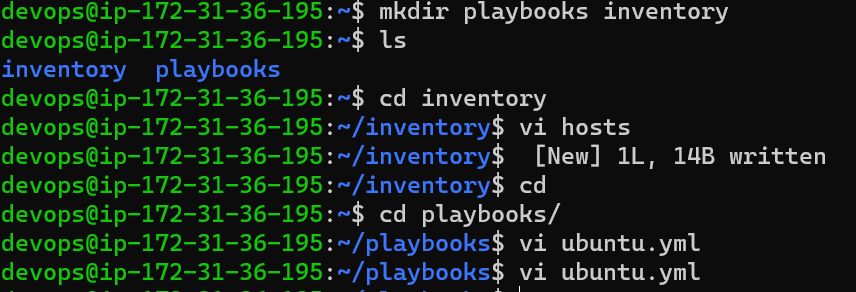 devops@ip-172-31-36-195:~$ mkdir playbooks inventory
devops@ip-172-31-36-195:~$ ls
inventory  playbooks
devops@ip-172-31-36-195:~$ cd inventory
devops@ip-172-31-36-195:~/inventory$ vi hosts
devops@ip-172-31-36-195:~/inventory$  [New] 1L, 14B written
devops@ip-172-31-36-195:~/inventory$ cd
devops@ip-172-31-36-195:~$ cd playbooks/
devops@ip-172-31-36-195:~/playbooks$ vi ubuntu.yml
devops@ip-172-31-36-195:~/playbooks$ vi ubuntu.yml